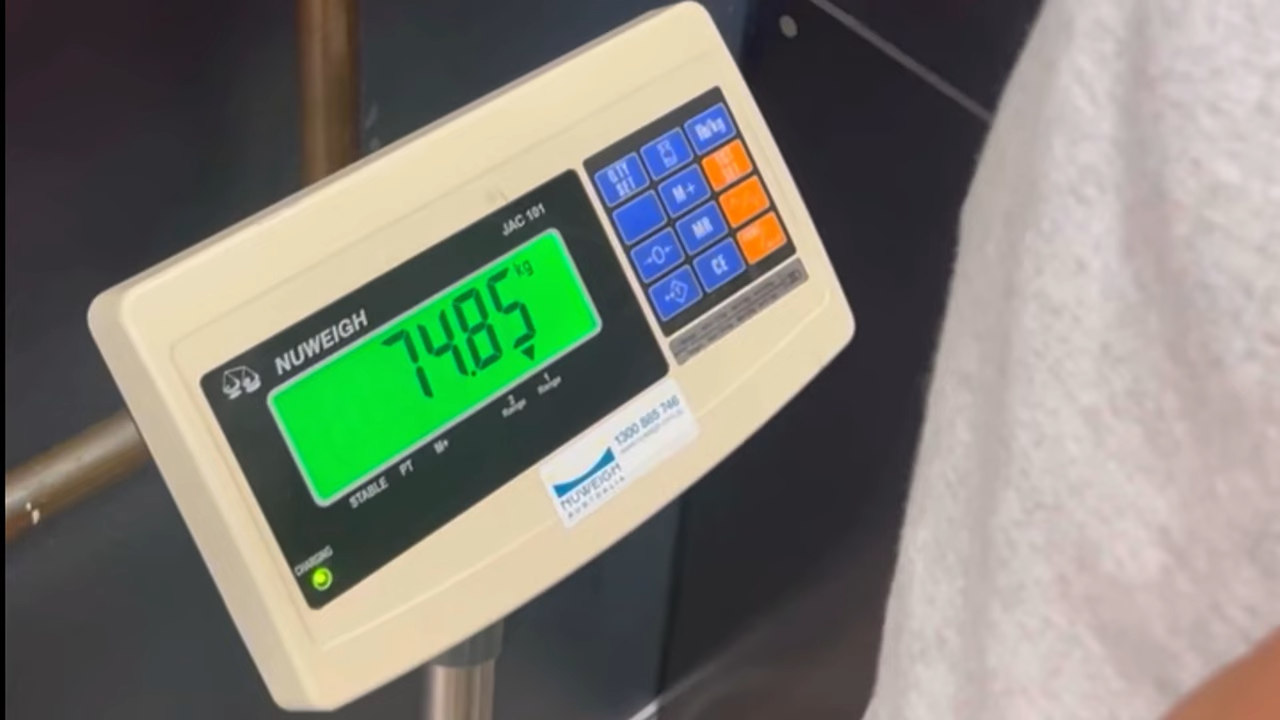 JAC 101
NUWEIGH
74.85 kg
STABLE PT M+ 2 Range 1 Range
CHARGING
QTY SET lb/kg
M+
→0← MR
→T← CE
1300 885 746
NUWEIGH
AUSTRALIA